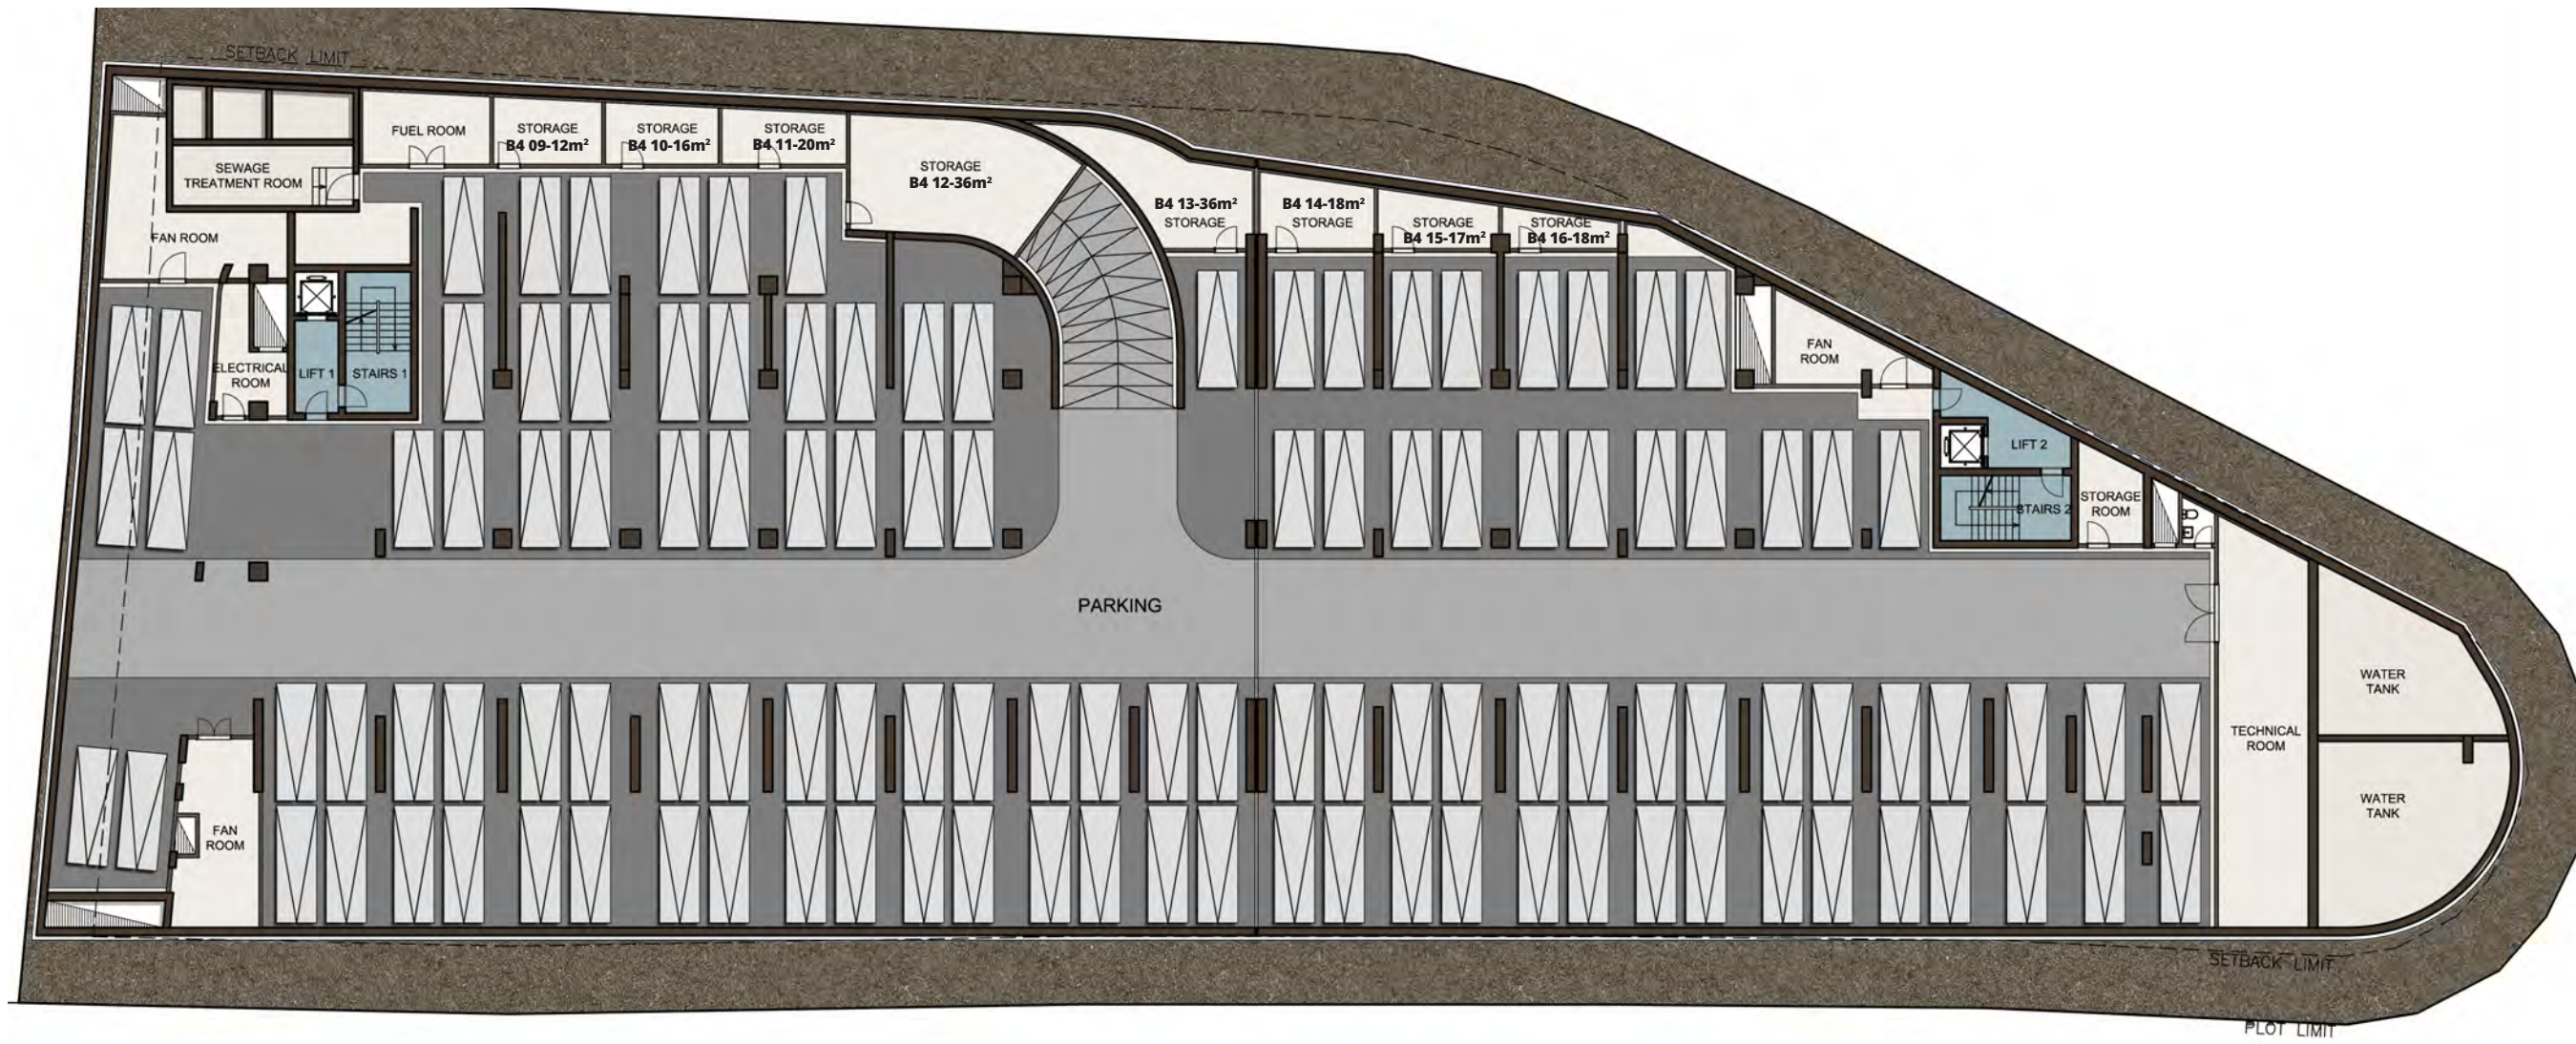 SETBACK LIMIT
FUEL ROOM
STORAGE
B4 09-12m²
STORAGE
B4 10-16m²
STORAGE
B4 11-20m²
STORAGE
B4 12-36m²
SEWAGE
TREATMENT ROOM
B4 13-36m²
STORAGE
B4 14-18m²
STORAGE
STORAGE
B4 15-17m²
STORAGE
B4 16-18m²
FAN ROOM
ELECTRICAL
ROOM
LIFT 1
STAIRS 1
FAN
ROOM
LIFT 2
STAIRS 2
STORAGE
ROOM
PARKING
WATER
TANK
TECHNICAL
ROOM
WATER
TANK
FAN
ROOM
SETBACK LIMIT
PLOT LIMIT